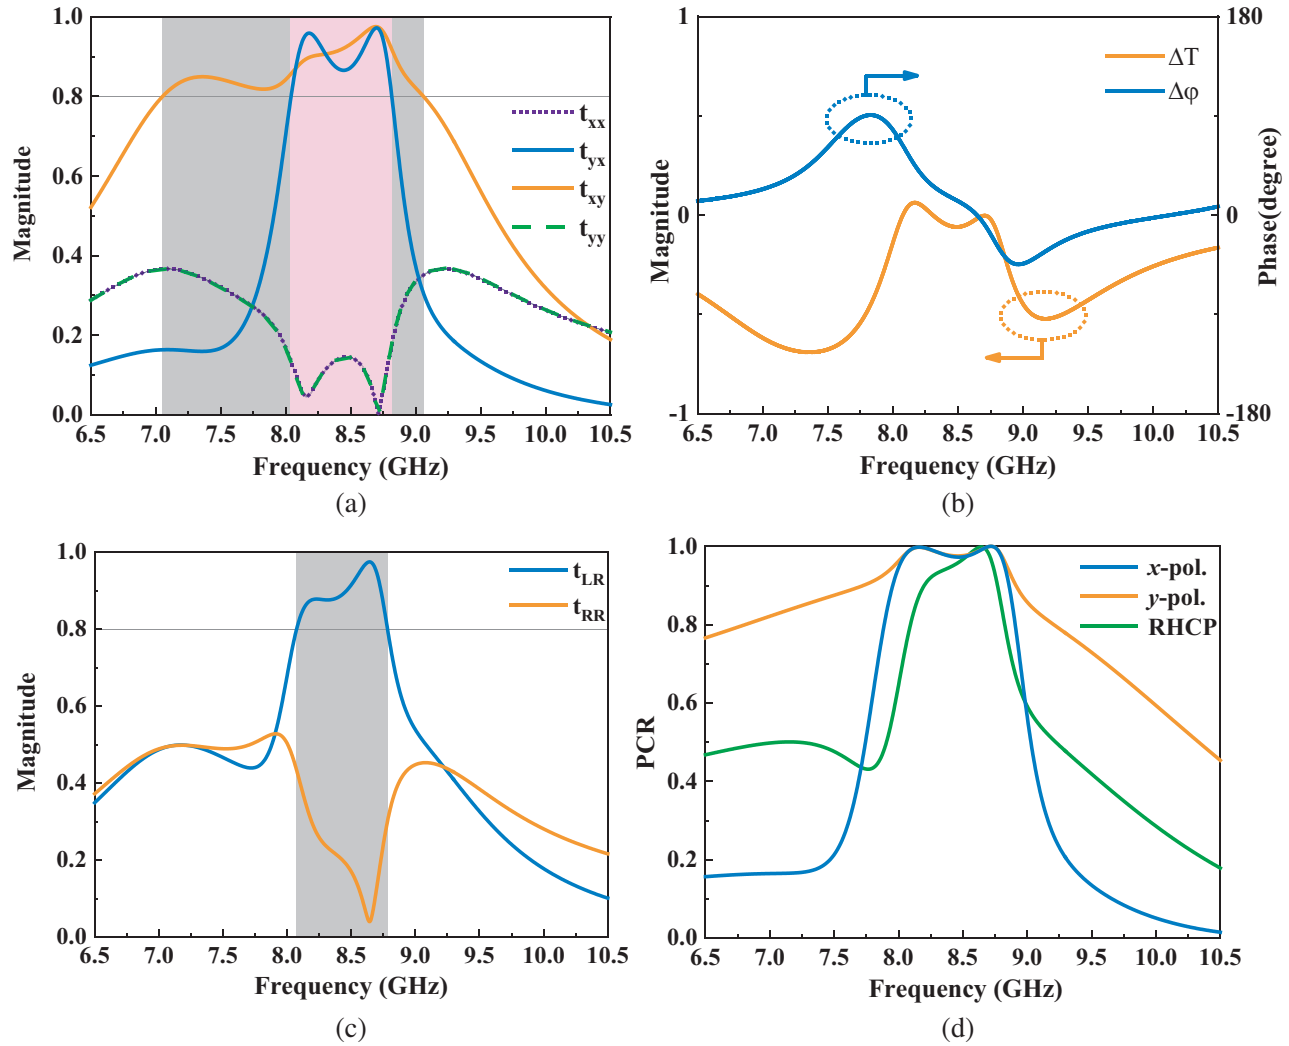 1.0
0.8
0.6
0.4
0.2
0.0
Magnitude
t_xx
t_yx
t_xy
t_yy
6.5 7.0 7.5 8.0 8.5 9.0 9.5 10.0 10.5
Frequency (GHz)
(a)
1
0
-1
Magnitude
180
0
-180
Phase(degree)
ΔT
Δφ
6.5 7.0 7.5 8.0 8.5 9.0 9.5 10.0 10.5
Frequency (GHz)
(b)
1.0
0.8
0.6
0.4
0.2
0.0
Magnitude
t_LR
t_RR
6.5 7.0 7.5 8.0 8.5 9.0 9.5 10.0 10.5
Frequency (GHz)
(c)
1.0
0.8
0.6
0.4
0.2
0.0
PCR
x-pol.
y-pol.
RHCP
6.5 7.0 7.5 8.0 8.5 9.0 9.5 10.0 10.5
Frequency (GHz)
(d)